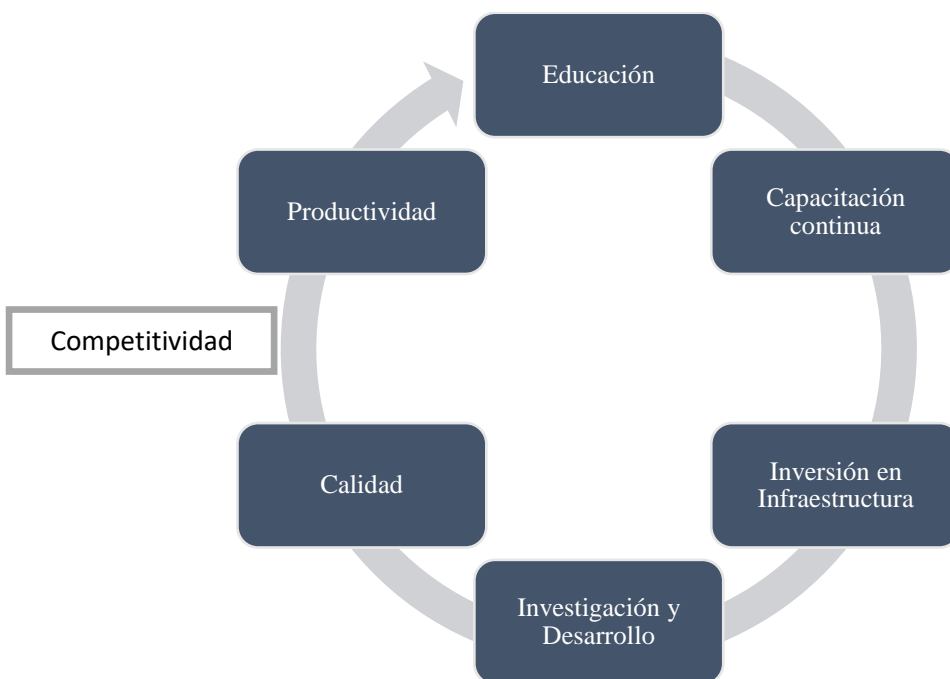 Educación
Capacitación
continua
Inversión en
Infraestructura
Investigación y
Desarrollo
Calidad
Competitividad
Productividad